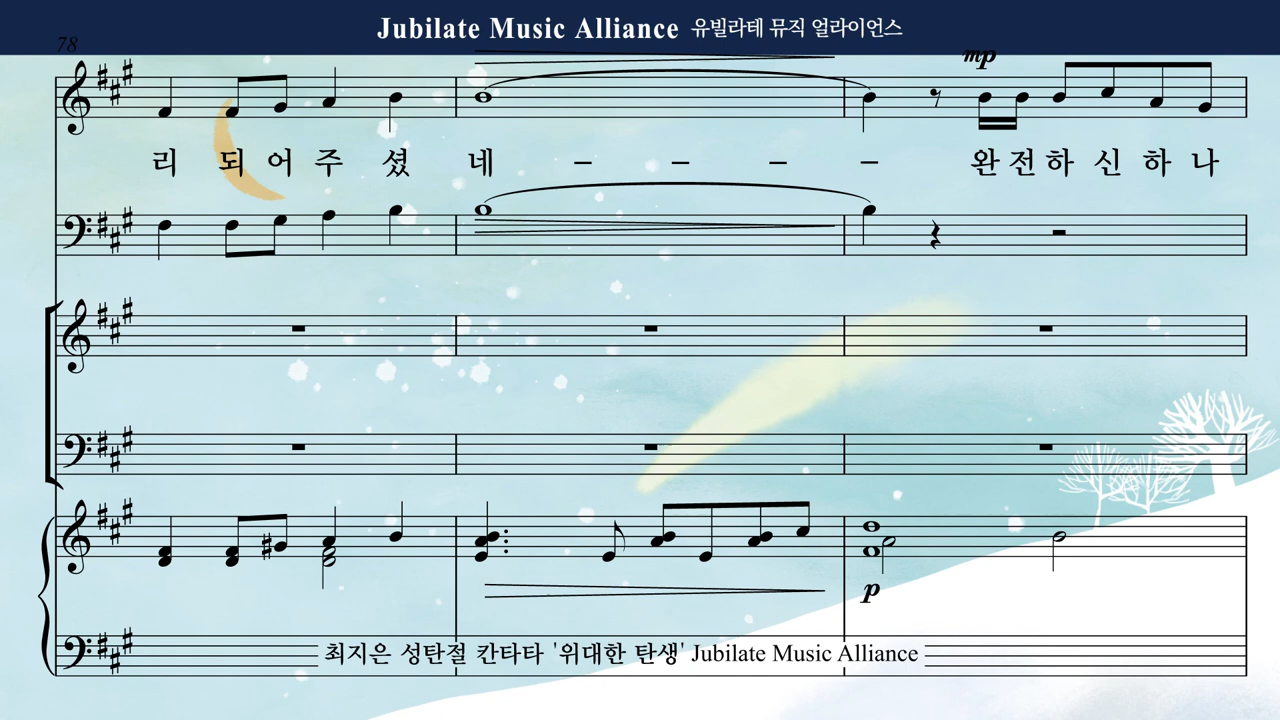 Jubilate Music Alliance 유빌라테 뮤직 얼라이언스
78
mp
리 되 어 주 셨 네 – – – – 완 전 하 신 하 나
p
최지은 성탄절 칸타타 '위대한 탄생' Jubilate Music Alliance